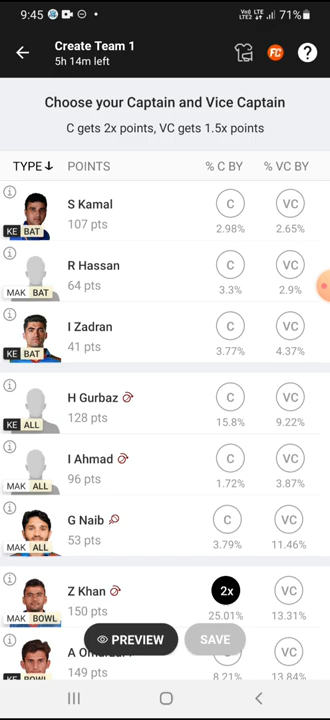 9:45 71%
Create Team 1
5h 14m left
FC ?
Choose your Captain and Vice Captain
C gets 2x points, VC gets 1.5x points
TYPE POINTS % C BY % VC BY
S Kamal
107 pts
C VC
KE BAT 2.98% 2.65%
R Hassan
64 pts
C VC
MAK BAT 3.3% 2.9%
I Zadran
41 pts
C VC
KE BAT 3.77% 4.37%
H Gurbaz
128 pts
C VC
KE ALL 15.8% 9.22%
I Ahmad
96 pts
C VC
MAK ALL 1.72% 3.87%
G Naib
53 pts
C VC
MAK ALL 3.79% 11.46%
Z Khan
150 pts
2x VC
MAK BOWL 25.01% 13.31%
PREVIEW SAVE
149 pts
VC
KE BOWL 8.21% 13.84%